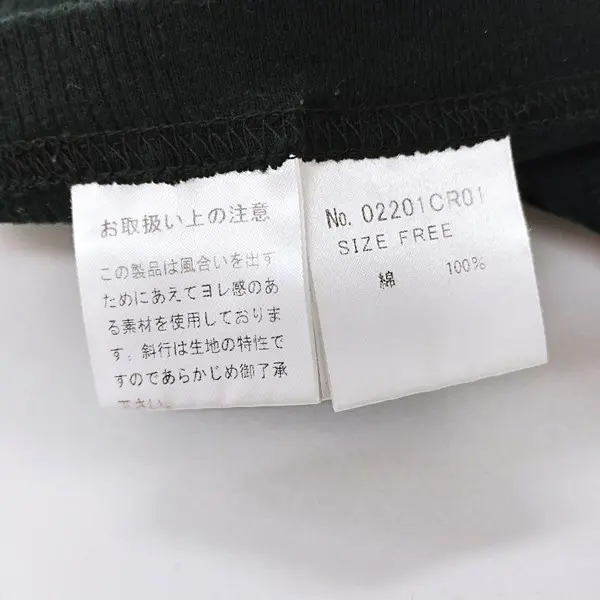 お取扱い上の注意
この製品は風合いを出す
ためにあえてヨレ感のあ
る素材を使用しておりま
す。斜行は生地の特性で
すのであらかじめ御了承
下さい。
No. 02201CR01
SIZE FREE
綿 100%